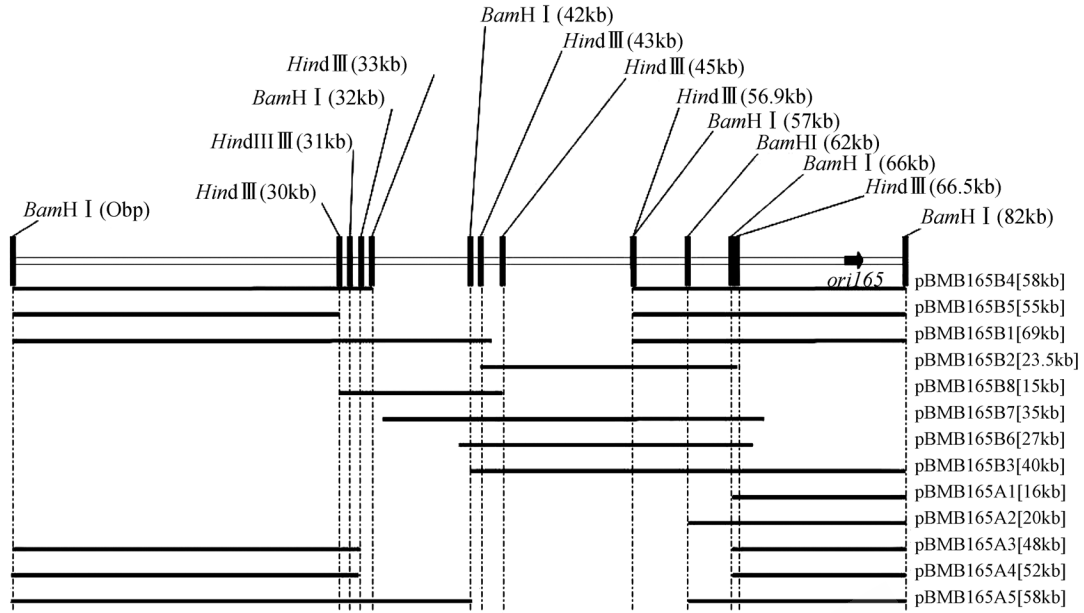 BamH Ⅰ (42kb)
Hind Ⅲ (43kb)
Hind Ⅲ (33kb)
Hind Ⅲ (45kb)
BamH Ⅰ (32kb)
Hind Ⅲ (56.9kb)
BamH Ⅰ (57kb)
HindIII Ⅲ (31kb)
BamHI (62kb)
BamH Ⅰ (66kb)
Hind Ⅲ (30kb)
Hind Ⅲ (66.5kb)
BamH Ⅰ (Obp)
BamH Ⅰ (82kb)
ori165
pBMB165B4[58kb]
pBMB165B5[55kb]
pBMB165B1[69kb]
pBMB165B2[23.5kb]
pBMB165B8[15kb]
pBMB165B7[35kb]
pBMB165B6[27kb]
pBMB165B3[40kb]
pBMB165A1[16kb]
pBMB165A2[20kb]
pBMB165A3[48kb]
pBMB165A4[52kb]
pBMB165A5[58kb]